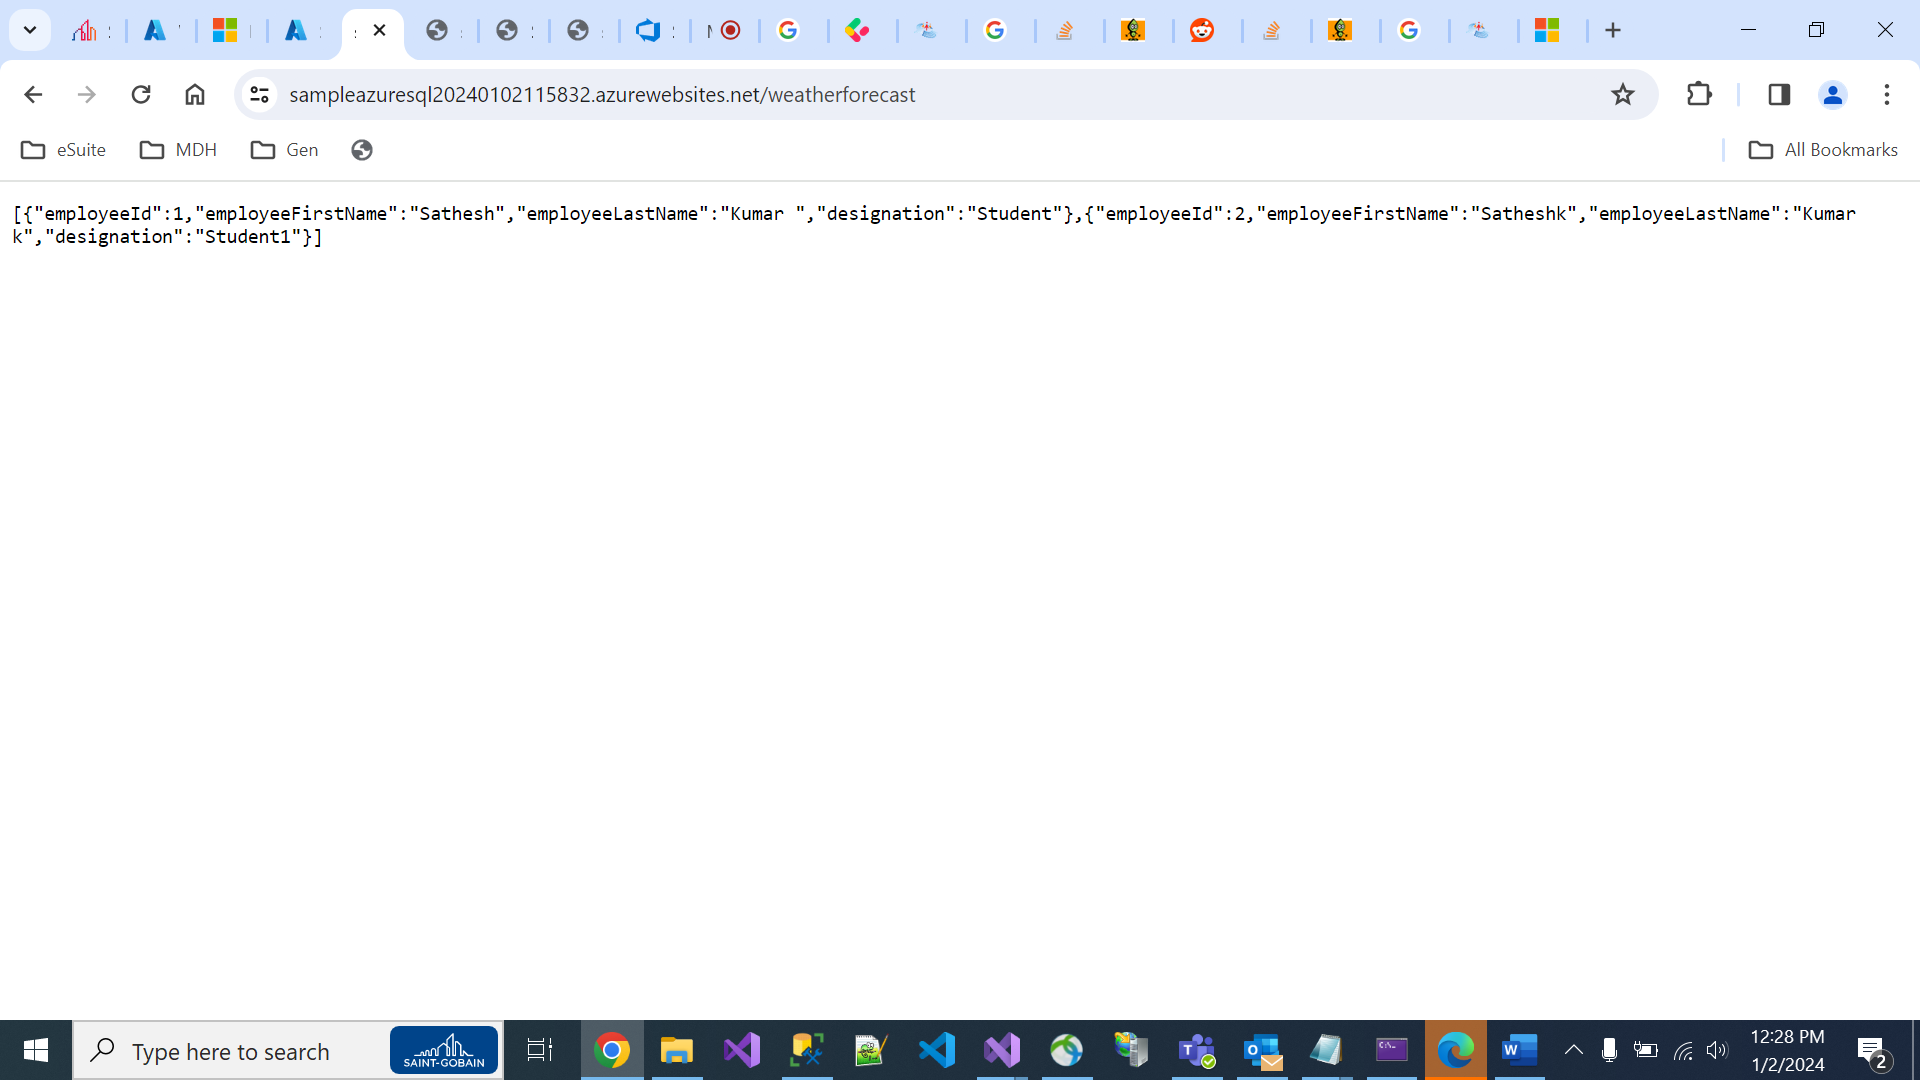 sampleazuresql20240102115832.azurewebsites.net/weatherforecast
eSuite MDH Gen All Bookmarks
[{"employeeId":1,"employeeFirstName":"Sathesh","employeeLastName":"Kumar ","designation":"Student"},{"employeeId":2,"employeeFirstName":"Satheshk","employeeLastName":"Kumar
k","designation":"Student1"}]
Type here to search
SAINT-GOBAIN
12:28 PM
1/2/2024
2